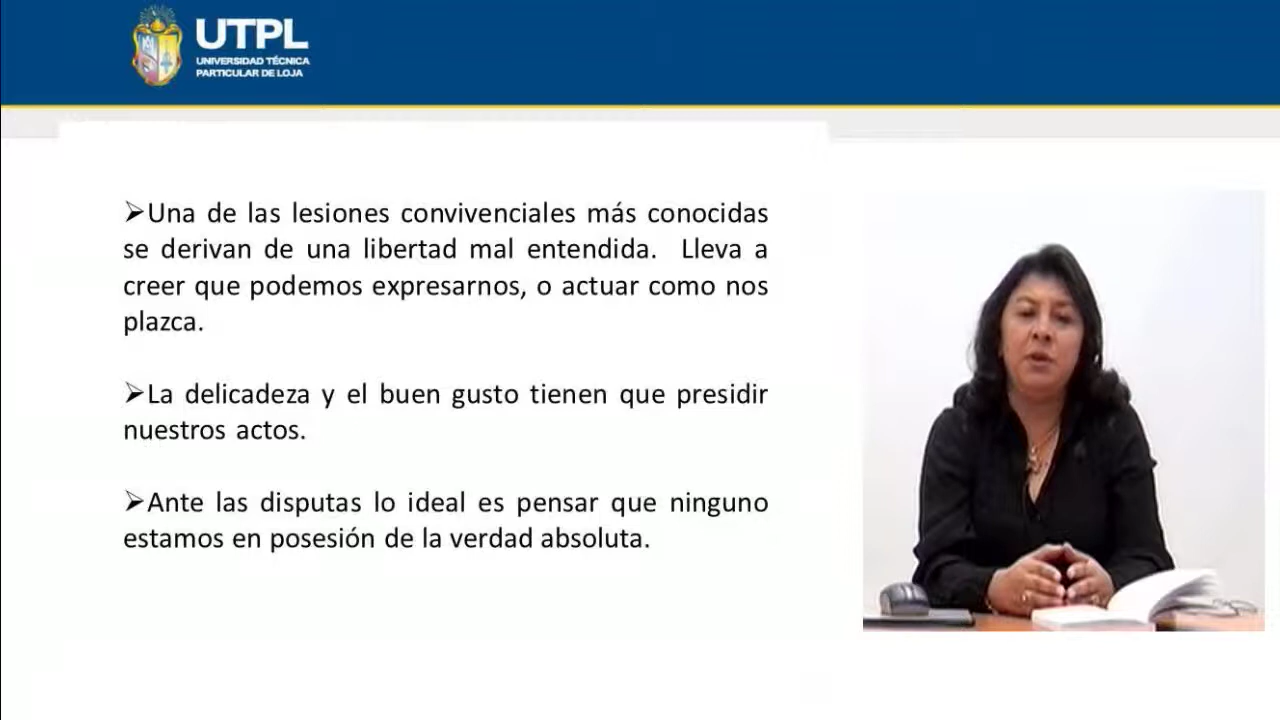 UTPL
UNIVERSIDAD TÉCNICA
PARTICULAR DE LOJA
➢Una de las lesiones convivenciales más conocidas
se derivan de una libertad mal entendida. Lleva a
creer que podemos expresarnos, o actuar como nos
plazca.
➢La delicadeza y el buen gusto tienen que presidir
nuestros actos.
➢Ante las disputas lo ideal es pensar que ninguno
estamos en posesión de la verdad absoluta.